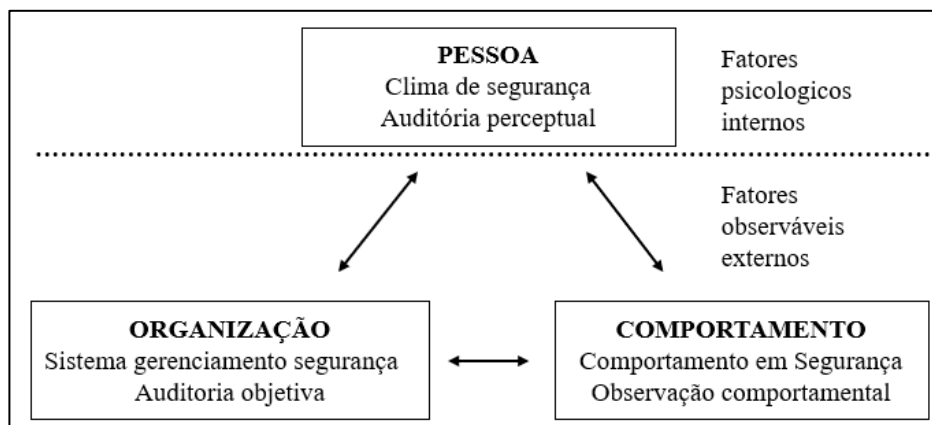 PESSOA
Clima de segurança
Auditória perceptual
Fatores
psicologicos
internos
Fatores
observáveis
externos
ORGANIZAÇÃO
Sistema gerenciamento segurança
Auditoria objetiva
COMPORTAMENTO
Comportamento em Segurança
Observação comportamental